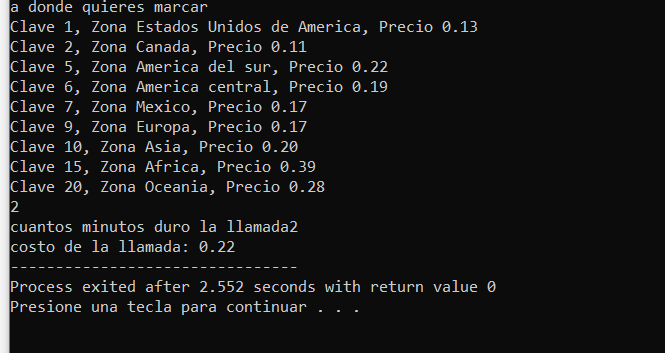 a donde quieres marcar
Clave 1, Zona Estados Unidos de America, Precio 0.13
Clave 2, Zona Canada, Precio 0.11
Clave 5, Zona America del sur, Precio 0.22
Clave 6, Zona America central, Precio 0.19
Clave 7, Zona Mexico, Precio 0.17
Clave 9, Zona Europa, Precio 0.17
Clave 10, Zona Asia, Precio 0.20
Clave 15, Zona Africa, Precio 0.39
Clave 20, Zona Oceania, Precio 0.28
2
cuantos minutos duro la llamada2
costo de la llamada: 0.22
--------------------------------
Process exited after 2.552 seconds with return value 0
Presione una tecla para continuar . . .